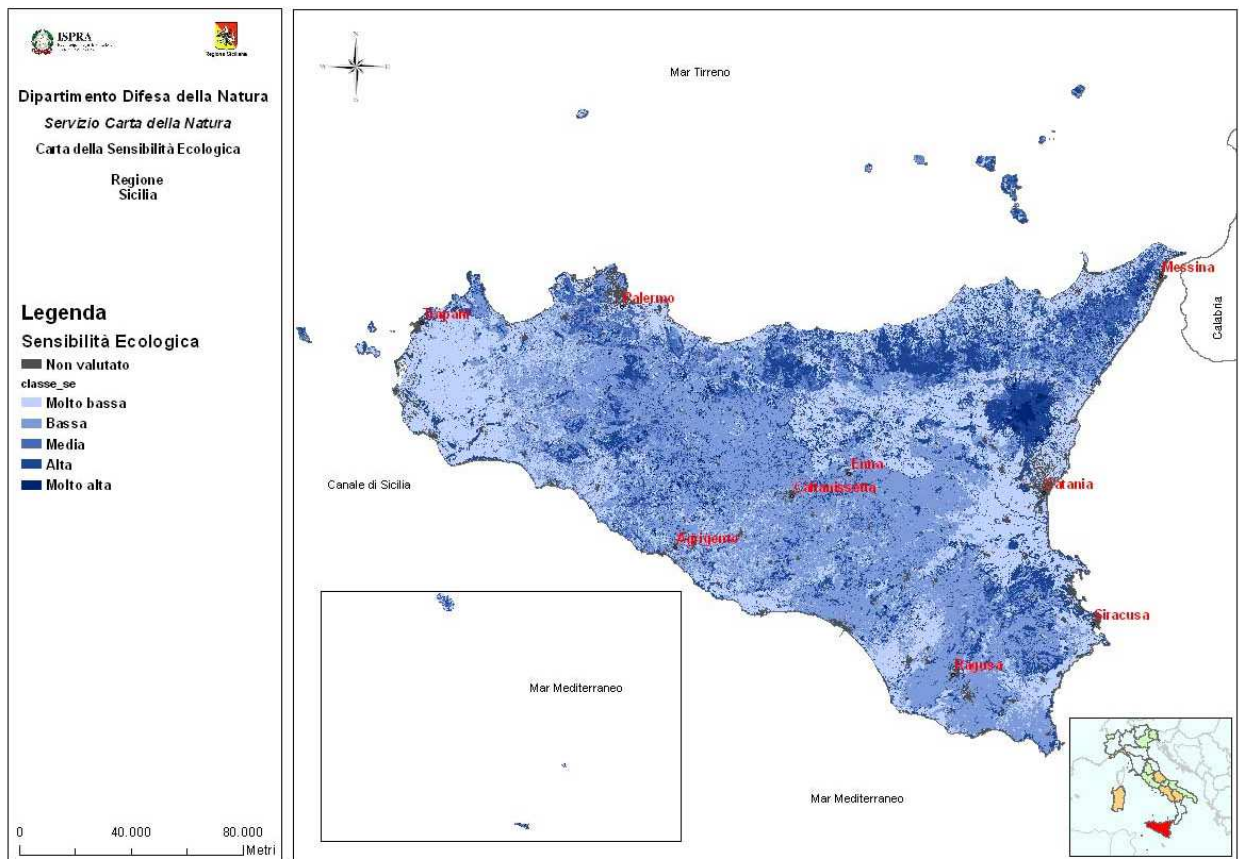 ISPRA
Regione Siciliana
Dipartimento Difesa della Natura
Servizio Carta della Natura
Carta della Sensibilità Ecologica
Regione
Sicilia
Legenda
Sensibilità Ecologica
Non valutato
classe_se
Molto bassa
Bassa
Media
Alta
Molto alta
0 40.000 80.000
Metri
Mar Tirreno
Messina
Calabria
Palermo
Trapani
Enna
Caltanissetta
Catania
Canale di Sicilia
Agrigento
Siracusa
Ragusa
Mar Mediterraneo
Mar Mediterraneo